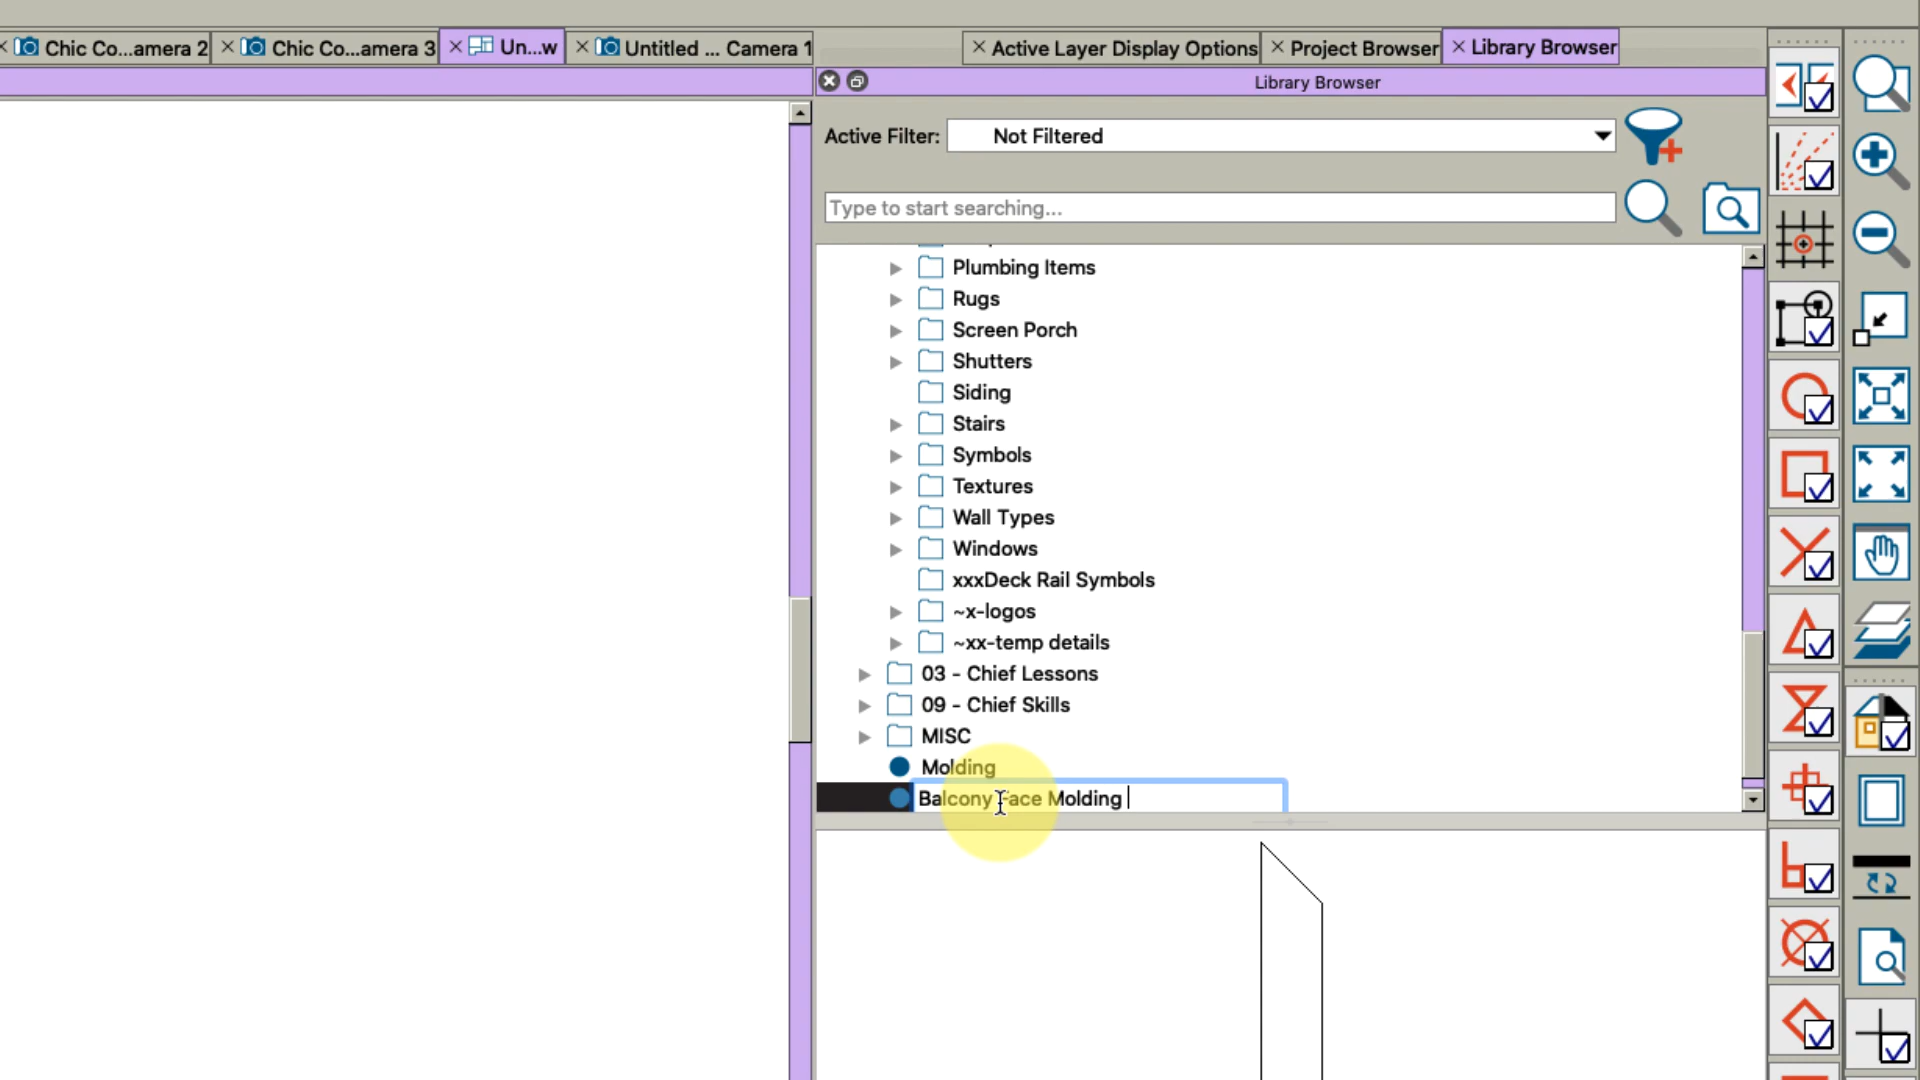 Chic Co...amera 2
Chic Co...amera 3
Un...w
Untitled ... Camera 1
Active Layer Display Options
Project Browser
Library Browser
Library Browser
Active Filter:
Not Filtered
Type to start searching...
Plumbing Items
Rugs
Screen Porch
Shutters
Siding
Stairs
Symbols
Textures
Wall Types
Windows
xxxDeck Rail Symbols
~x-logos
~xx-temp details
03 - Chief Lessons
09 - Chief Skills
MISC
Molding
Balcony Face Molding